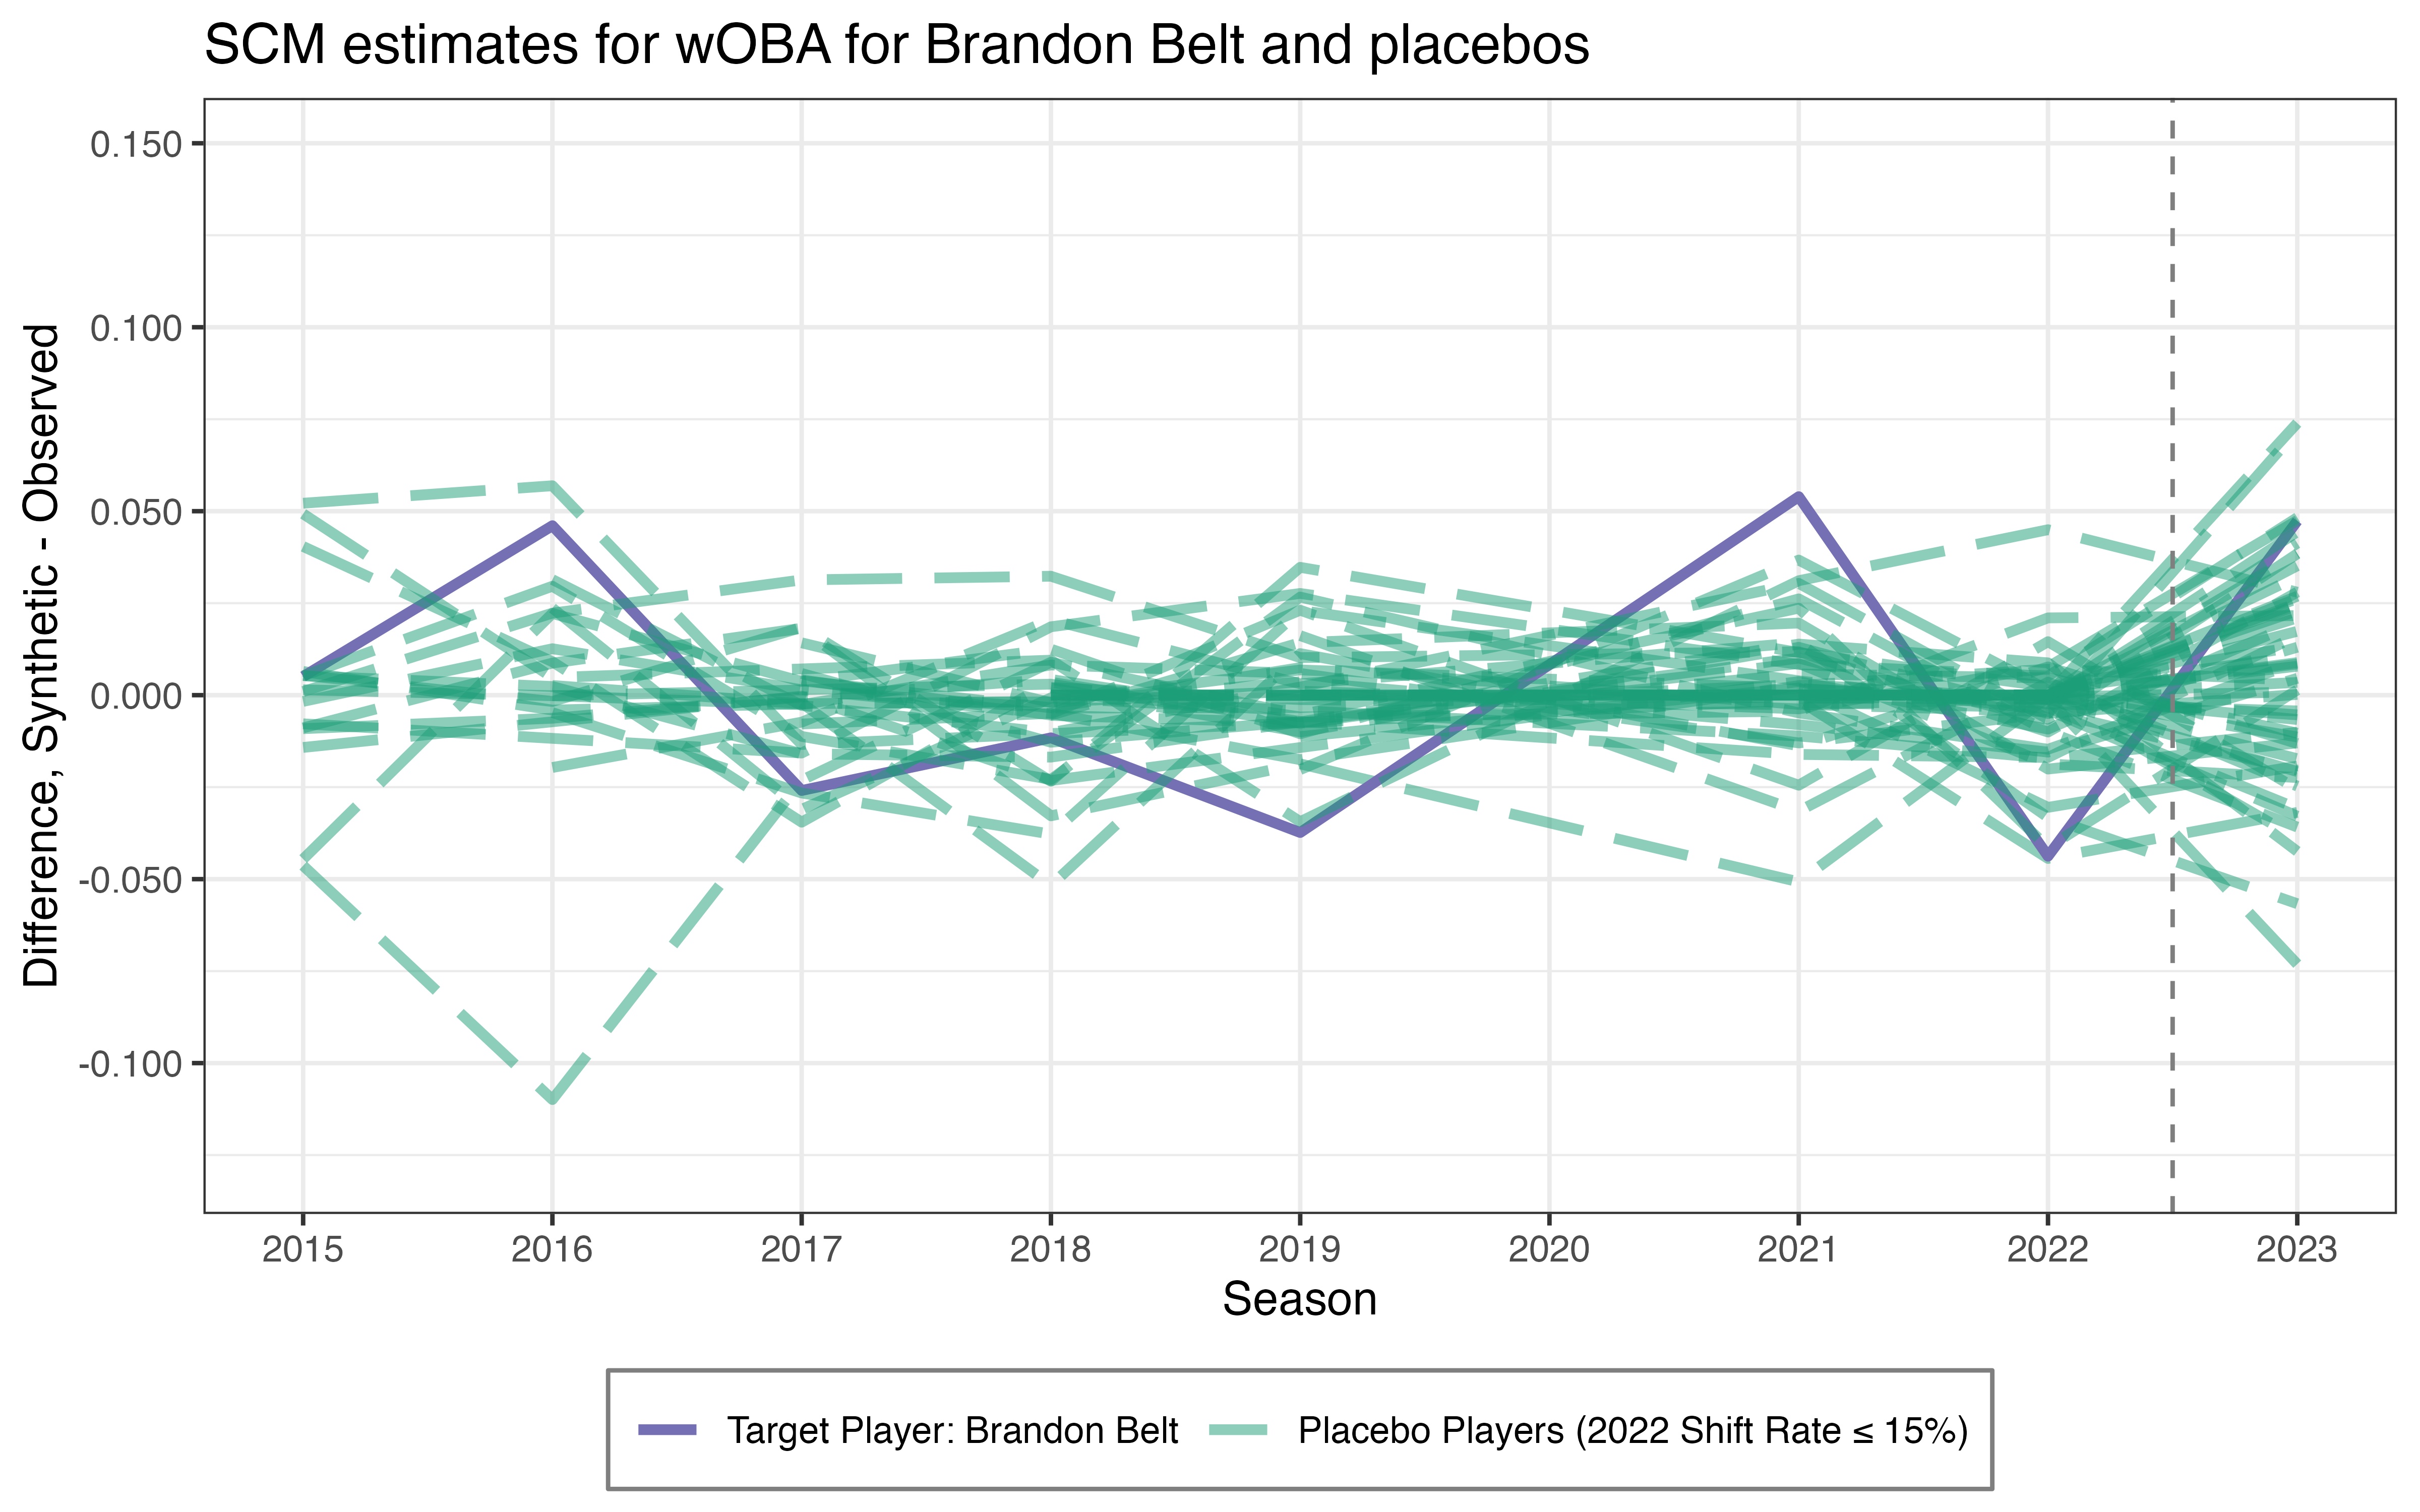 SCM estimates for wOBA for Brandon Belt and placebos
Difference, Synthetic - Observed
0.150
0.100
0.050
0.000
-0.050
-0.100
2015 2016 2017 2018 2019 2020 2021 2022 2023
Season
Target Player: Brandon Belt Placebo Players (2022 Shift Rate ≤ 15%)